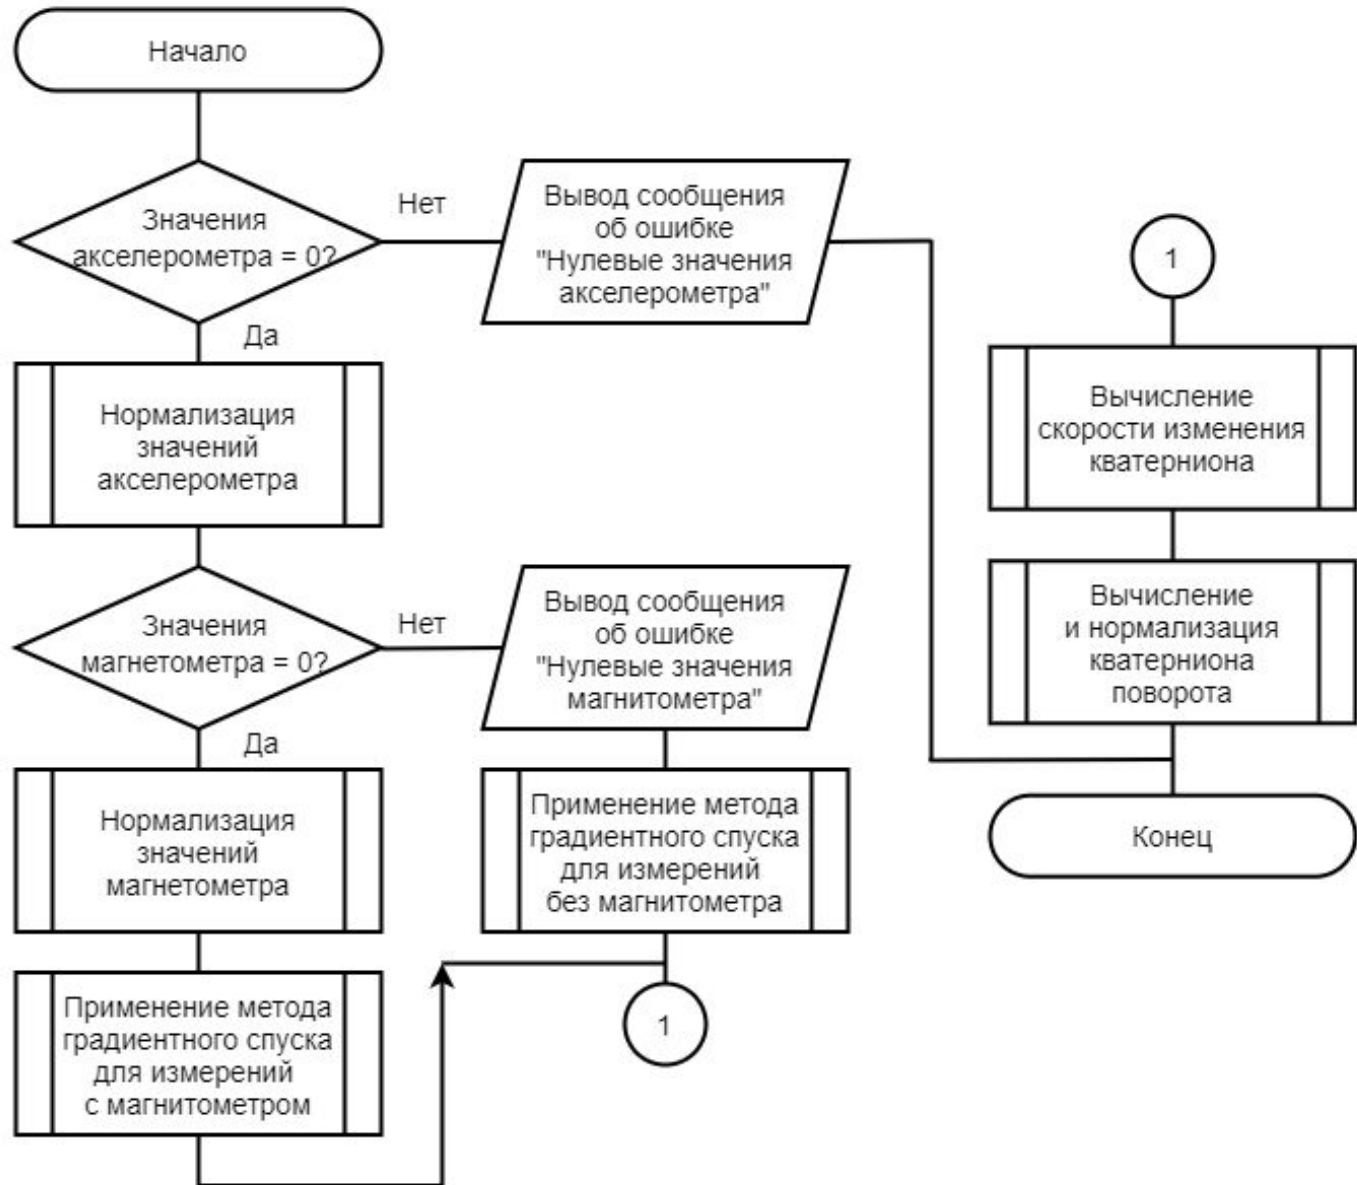 Начало
Значения
акселерометра = 0?
Нет
Вывод сообщения
об ошибке
"Нулевые значения
акселерометра"
Да
Нормализация
значений
акселерометра
Значения
магнетометра = 0?
Нет
Вывод сообщения
об ошибке
"Нулевые значения
магнитометра"
Да
Нормализация
значений
магнетометра
Применение метода
градиентного спуска
для измерений
без магнитометра
Применение метода
градиентного спуска
для измерений
с магнитометром
1
1
Вычисление
скорости изменения
кватерниона
Вычисление
и нормализация
кватерниона
поворота
Конец